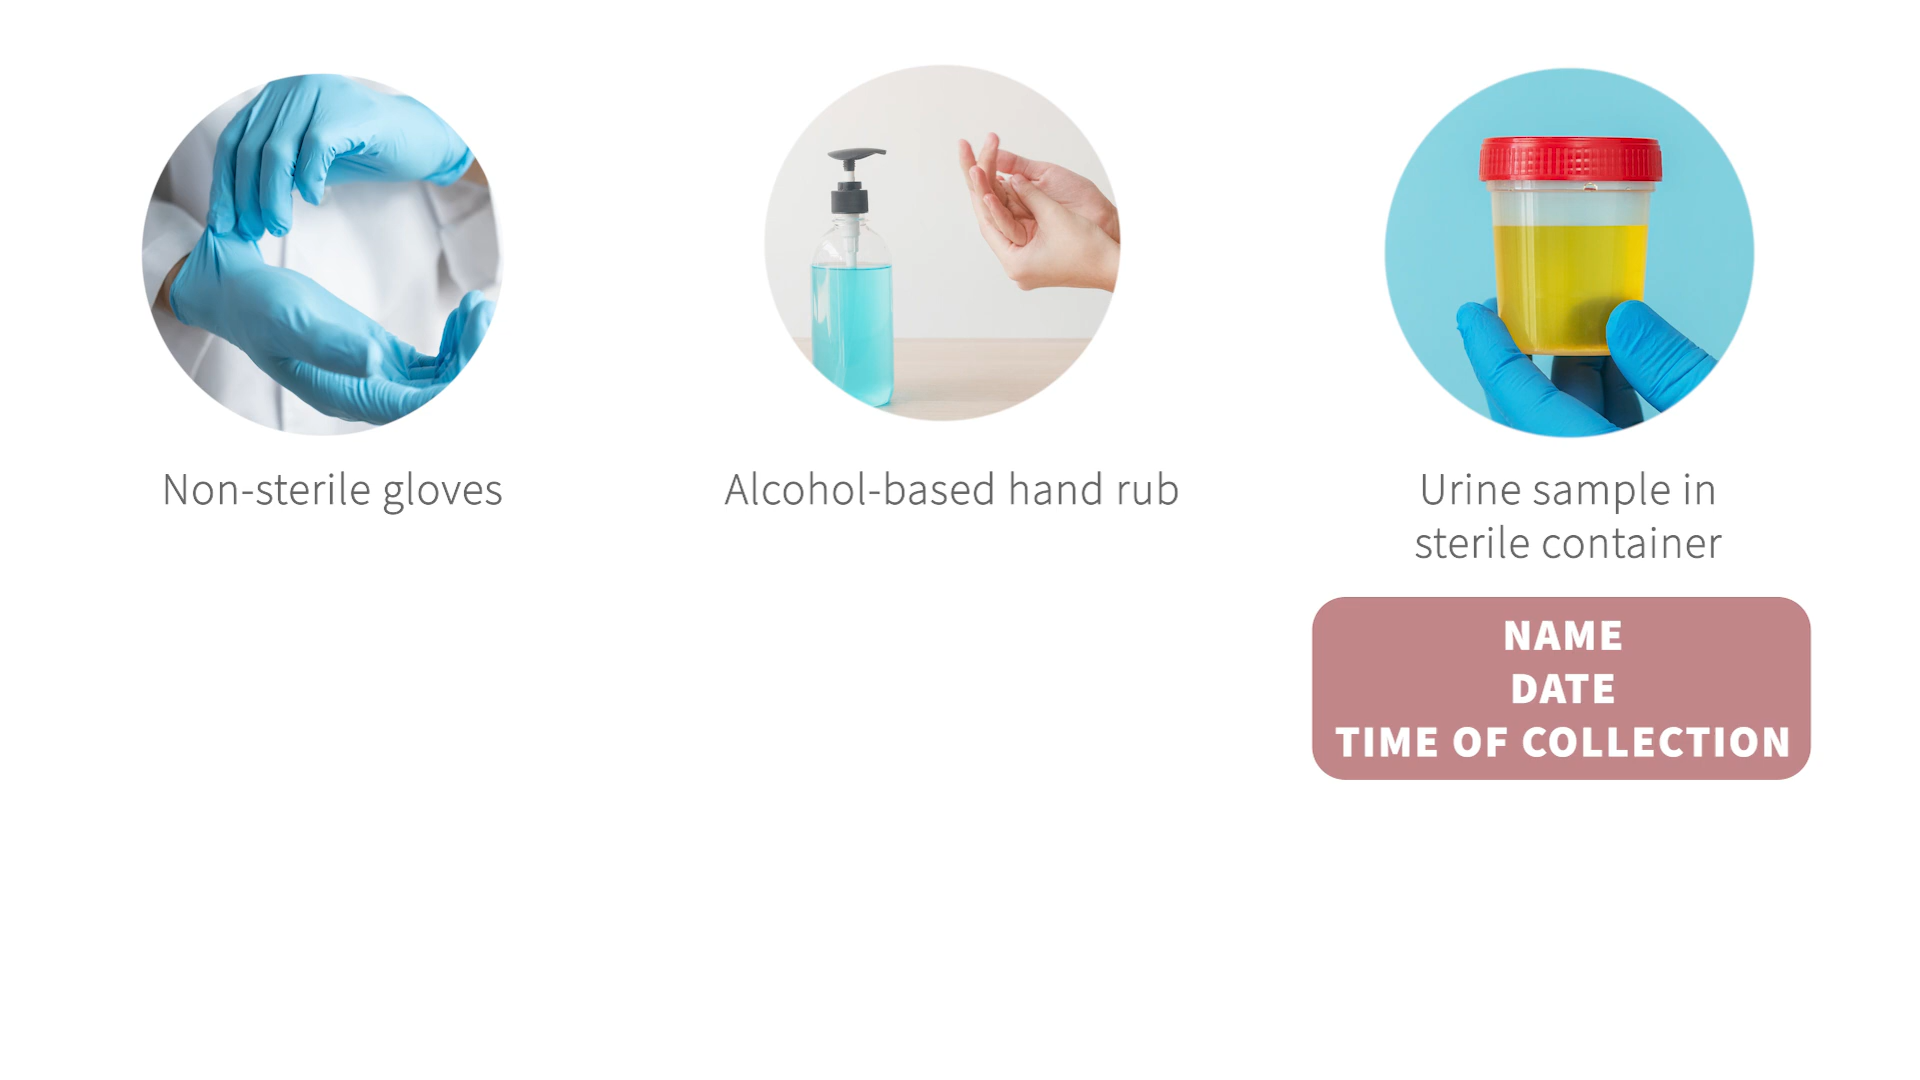 Non-sterile gloves
Alcohol-based hand rub
Urine sample in
sterile container
NAME
DATE
TIME OF COLLECTION